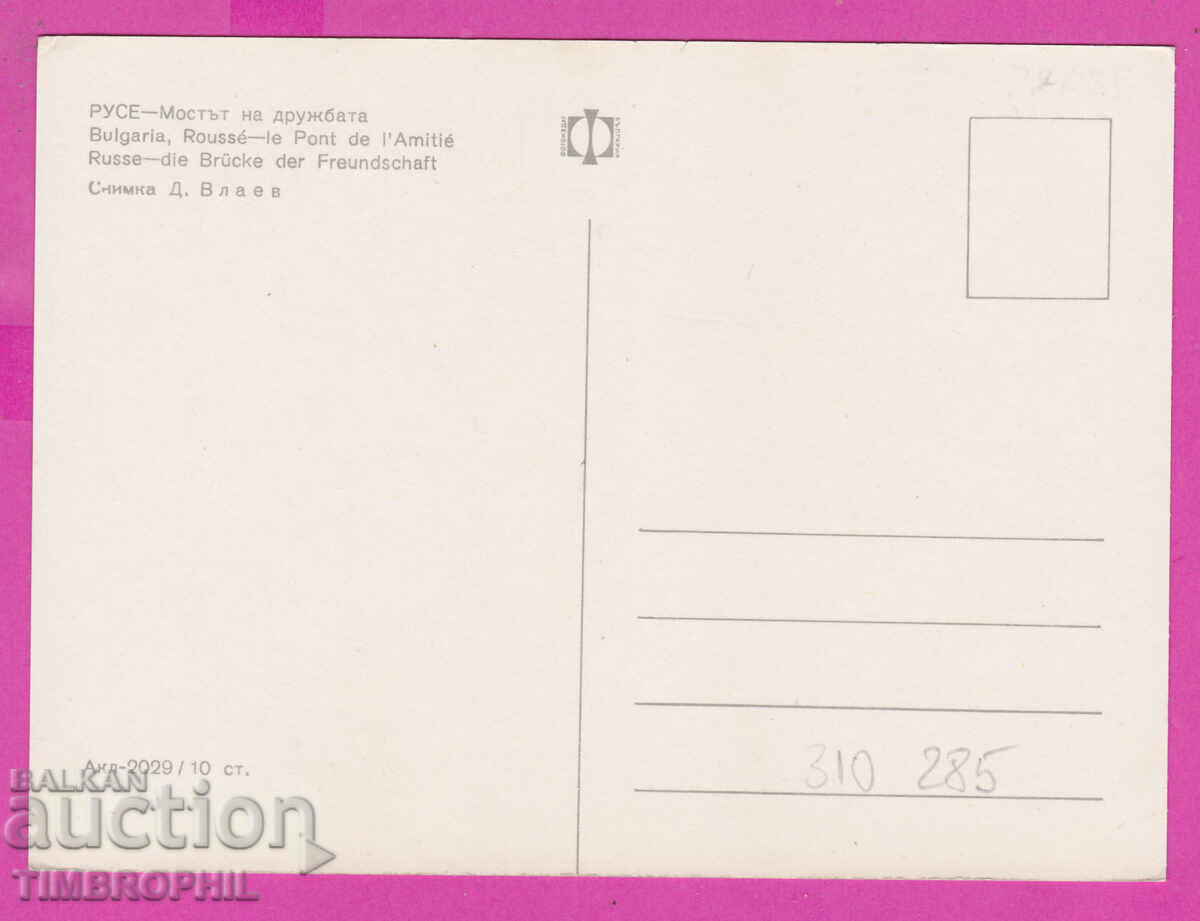 РУСЕ—Мостът на дружбата
Bulgaria, Roussé—le Pont de l'Amitié
Russe—die Brücke der Freundschaft
Снимка Д. Влаев
Акл-2029 / 10 ст.
310 285
BALKAN
auction
TIMBROPHIL